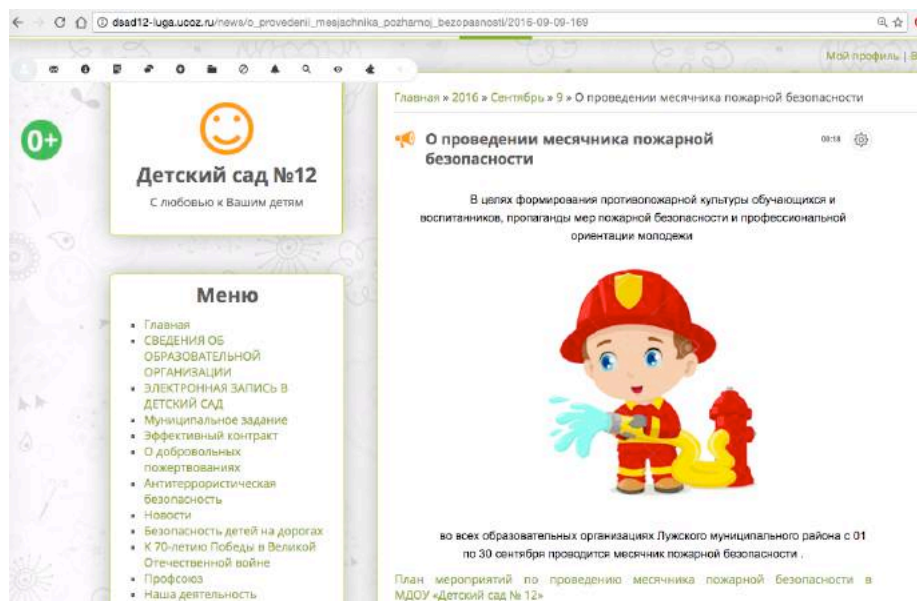 dsad12-luga.ucoz.ru/news/o_provedenii_mesjachnika_pozharnoj_bezopasnosti/2016-09-09-169
Мой профиль |
0+
Детский сад №12
С любовью к Вашим детям
Меню
Главная
СВЕДЕНИЯ ОБ
ОБРАЗОВАТЕЛЬНОЙ
ОРГАНИЗАЦИИ
ЭЛЕКТРОННАЯ ЗАПИСЬ В
ДЕТСКИЙ САД
Муниципальное задание
Эффективный контракт
О добровольных
пожертвованиях
Антитеррористическая
безопасность
Новости
Безопасность детей на дорогах
К 70-летию Победы в Великой
Отечественной войне
Профсоюз
Наша деятельность
Главная » 2016 » Сентябрь » 9 » О проведении месячника пожарной безопасности
О проведении месячника пожарной
безопасности
08:18
В целях формирования противопожарной культуры обучающихся и
воспитанников, пропаганды мер пожарной безопасности и профессиональной
ориентации молодежи
во всех образовательных организациях Лужского муниципального района с 01
по 30 сентября проводится месячник пожарной безопасности .
План мероприятий по проведению месячника пожарной безопасности в
МДОУ «Детский сад № 12»